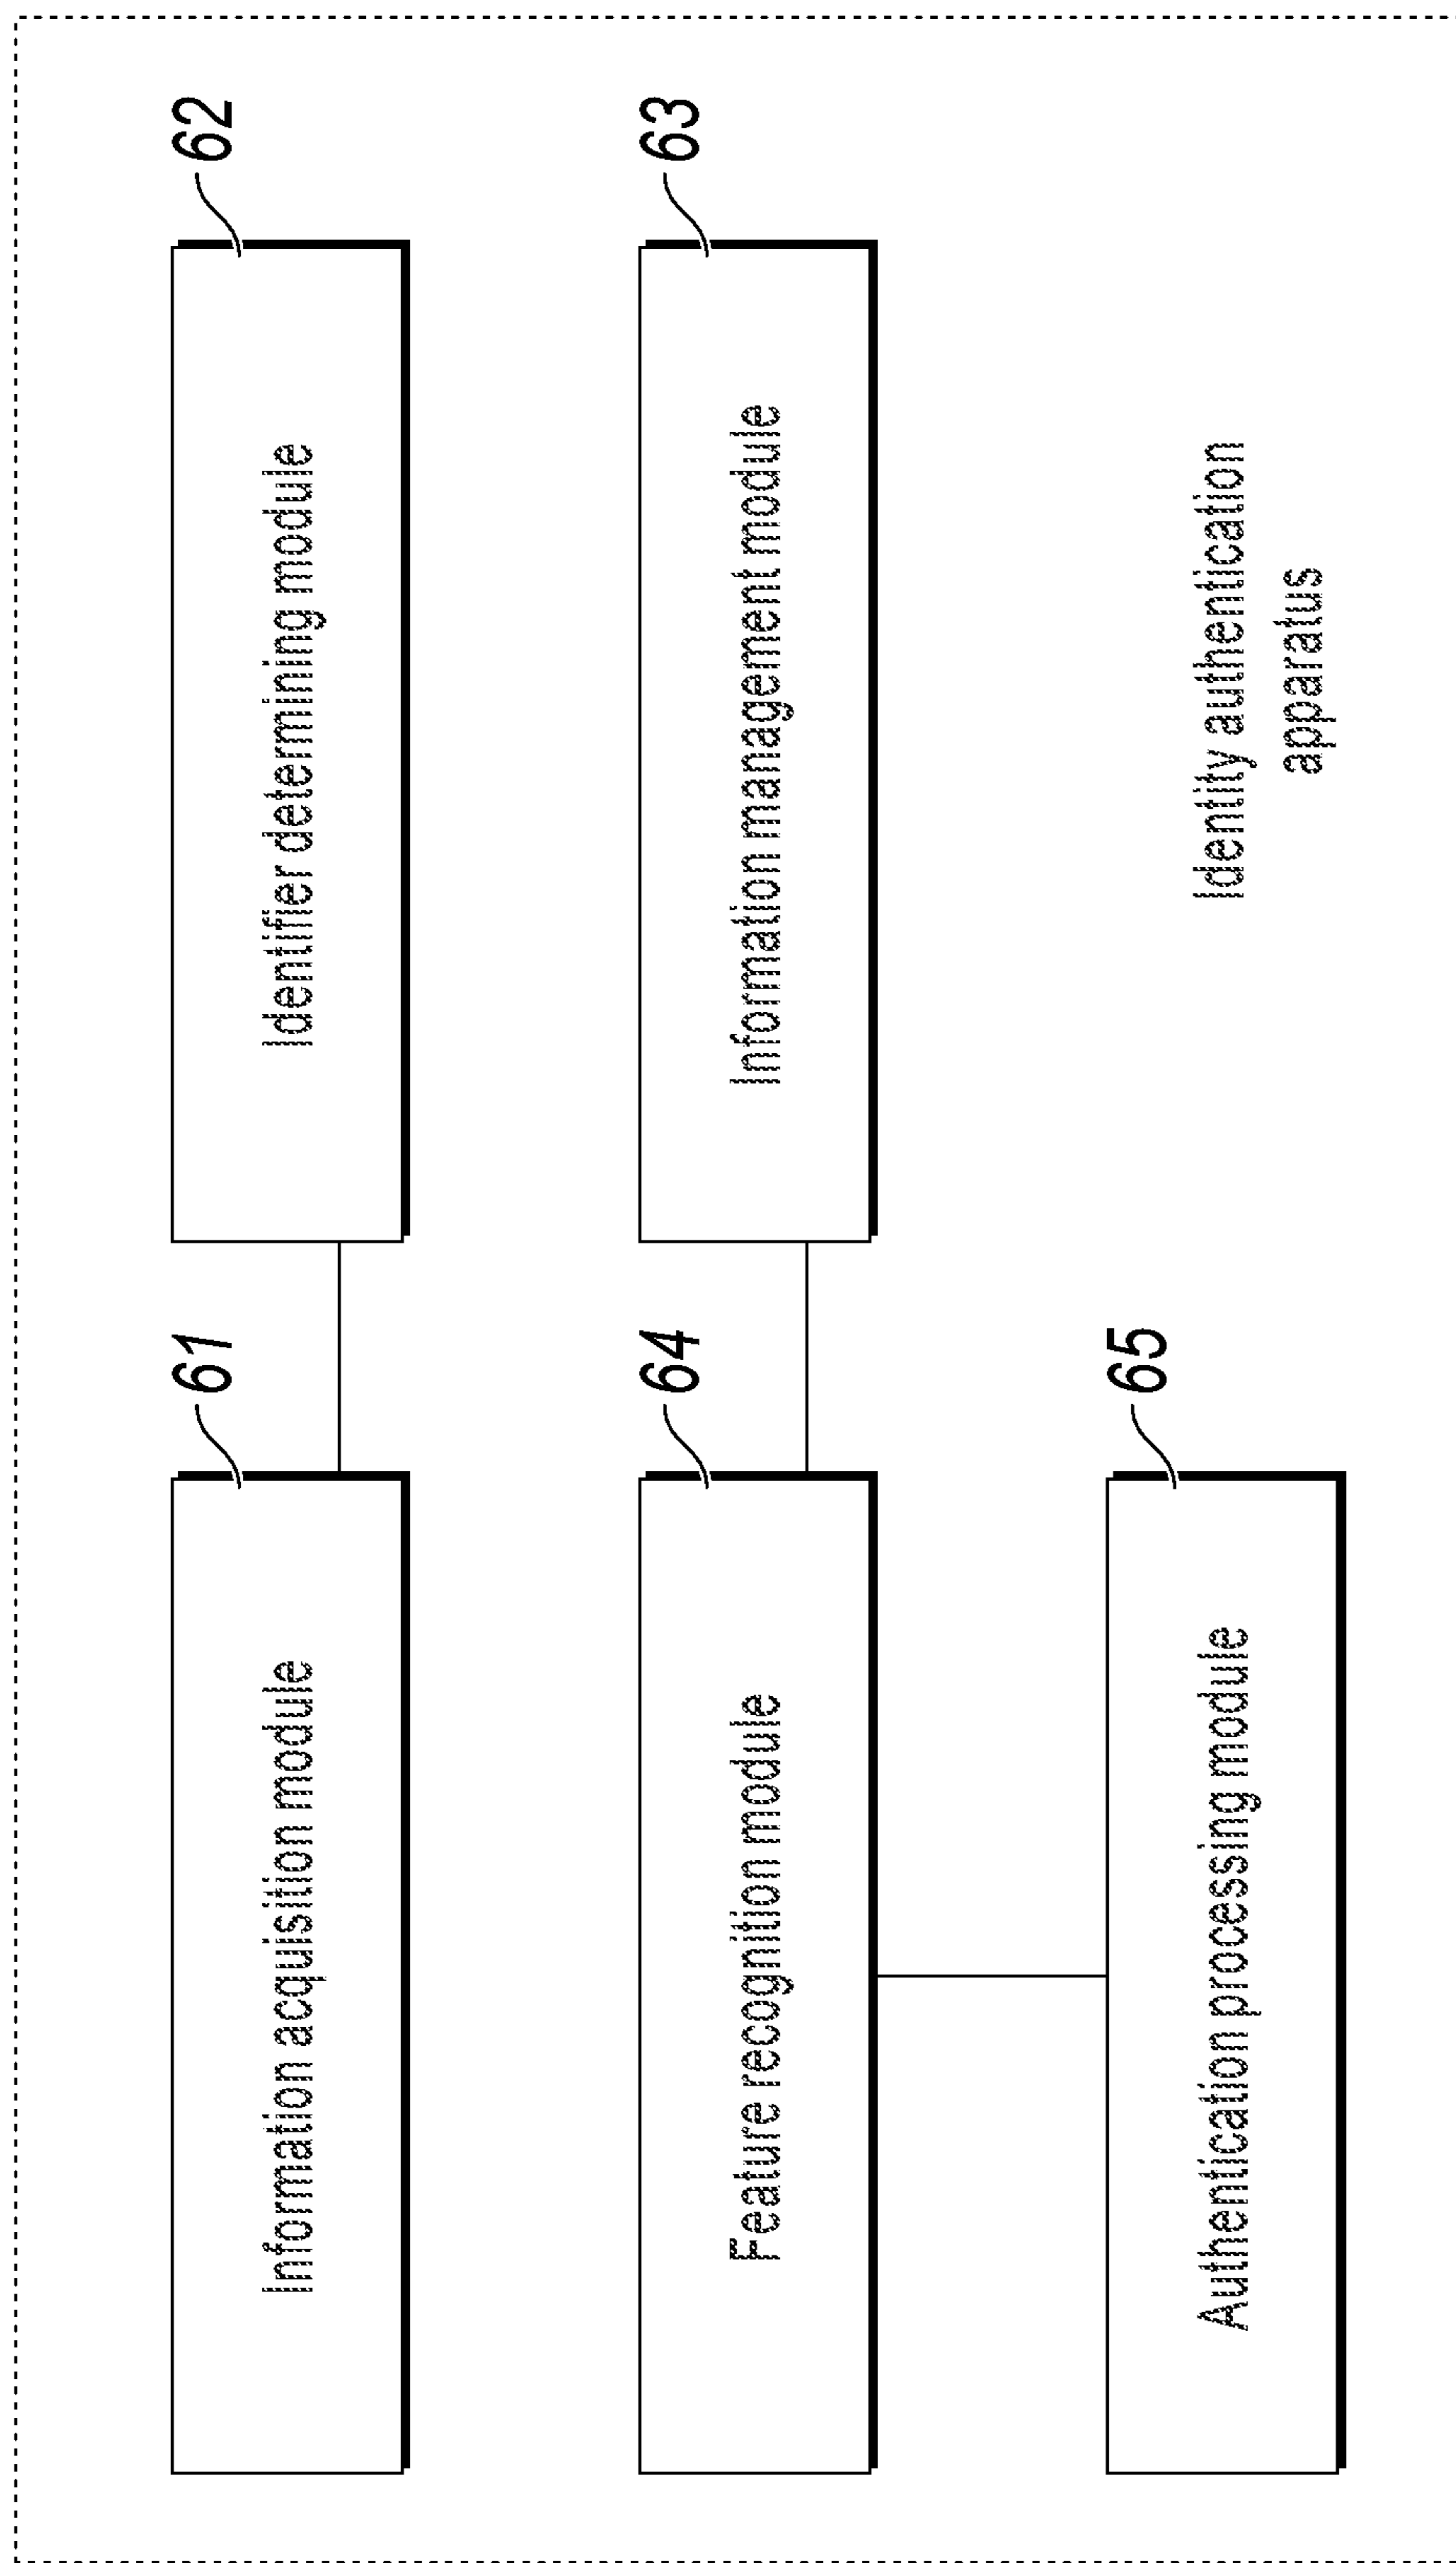 61
Information acquisition module
62
Identifier determining module
64
Feature recognition module
63
Information management module
65
Authentication processing module
Identity authentication
apparatus